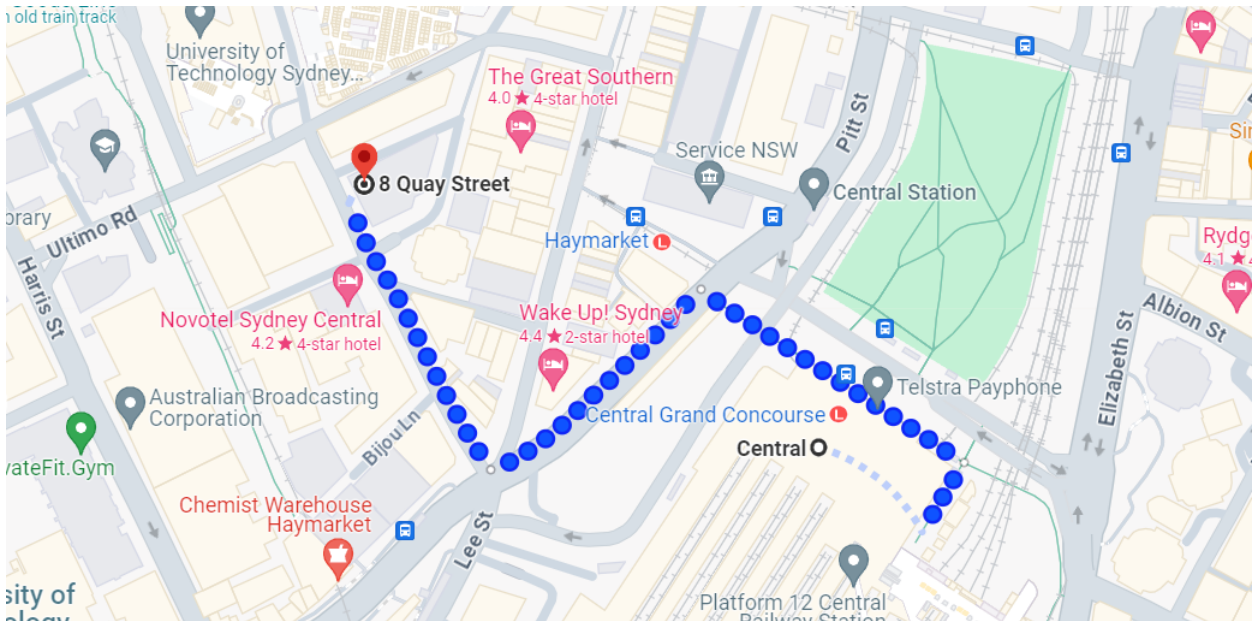 n old train track
University of
Technology Sydney...
The Great Southern
4.0 ★ 4-star hotel
Pitt St
Service NSW
8 Quay Street
Central Station
brary
Ultimo Rd
Haymarket
L
Harris St
Novotel Sydney Central
4.2 ★ 4-star hotel
Wake Up! Sydney
4.4 ★ 2-star hotel
Rydg
4.1 ★
Sin
Albion St
Elizabeth St
Australian Broadcasting
Corporation
Telstra Payphone
Central Grand Concourse
L
Bijou Ln
Central
vateFit.Gym
Chemist Warehouse
Haymarket
Lee St
Platform 12 Central
Railway Station
sity of